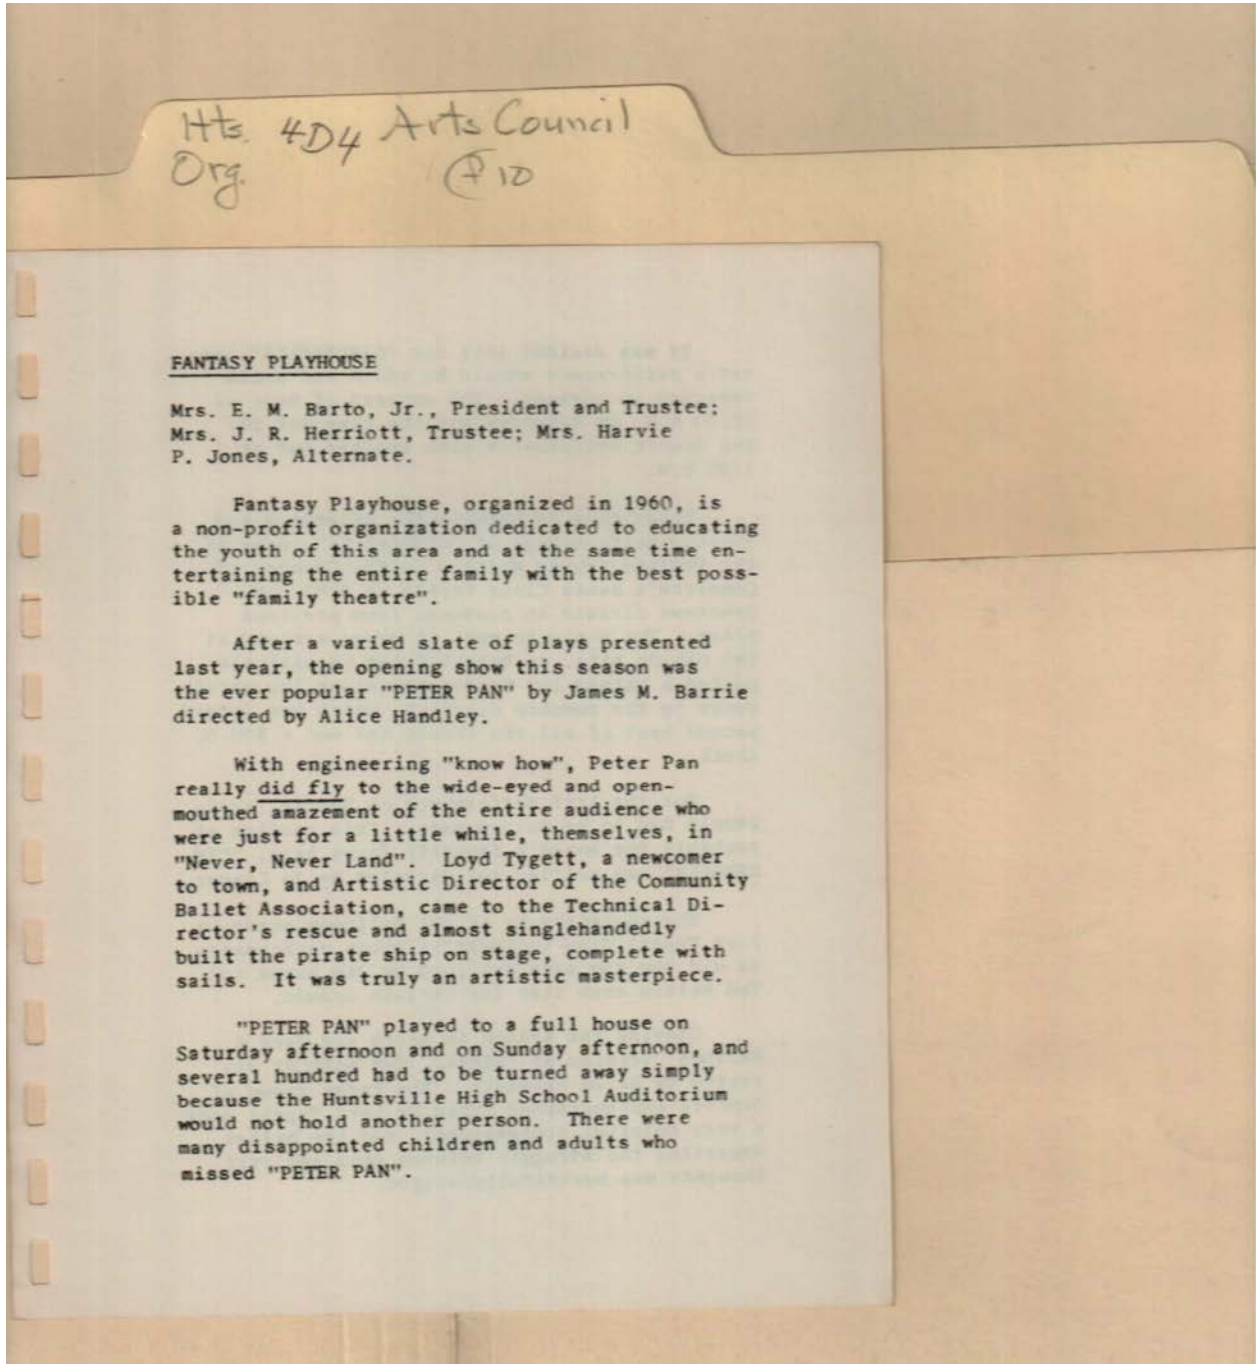 Hts. 4D4 Arts Council
Org. 10
FANTASY PLAYHOUSE
Mrs. E. M. Barto, Jr., President and Trustee;
Mrs. J. R. Herriott, Trustee; Mrs. Harvie
P. Jones, Alternate.
Fantasy Playhouse, organized in 1960, is
a non-profit organization dedicated to educating
the youth of this area and at the same time en-
tertaining the entire family with the best poss-
ible "family theatre".
After a varied slate of plays presented
last year, the opening show this season was
the ever popular "PETER PAN" by James M. Barrie
directed by Alice Handley.
With engineering "know how", Peter Pan
really did fly to the wide-eyed and open-
mouthed amazement of the entire audience who
were just for a little while, themselves, in
"Never, Never Land". Loyd Tygett, a newcomer
to town, and Artistic Director of the Community
Ballet Association, came to the Technical Di-
rector's rescue and almost singlehandedly
built the pirate ship on stage, complete with
sails. It was truly an artistic masterpiece.
"PETER PAN" played to a full house on
Saturday afternoon and on Sunday afternoon, and
several hundred had to be turned away simply
because the Huntsville High School Auditorium
would not hold another person. There were
many disappointed children and adults who
missed "PETER PAN".